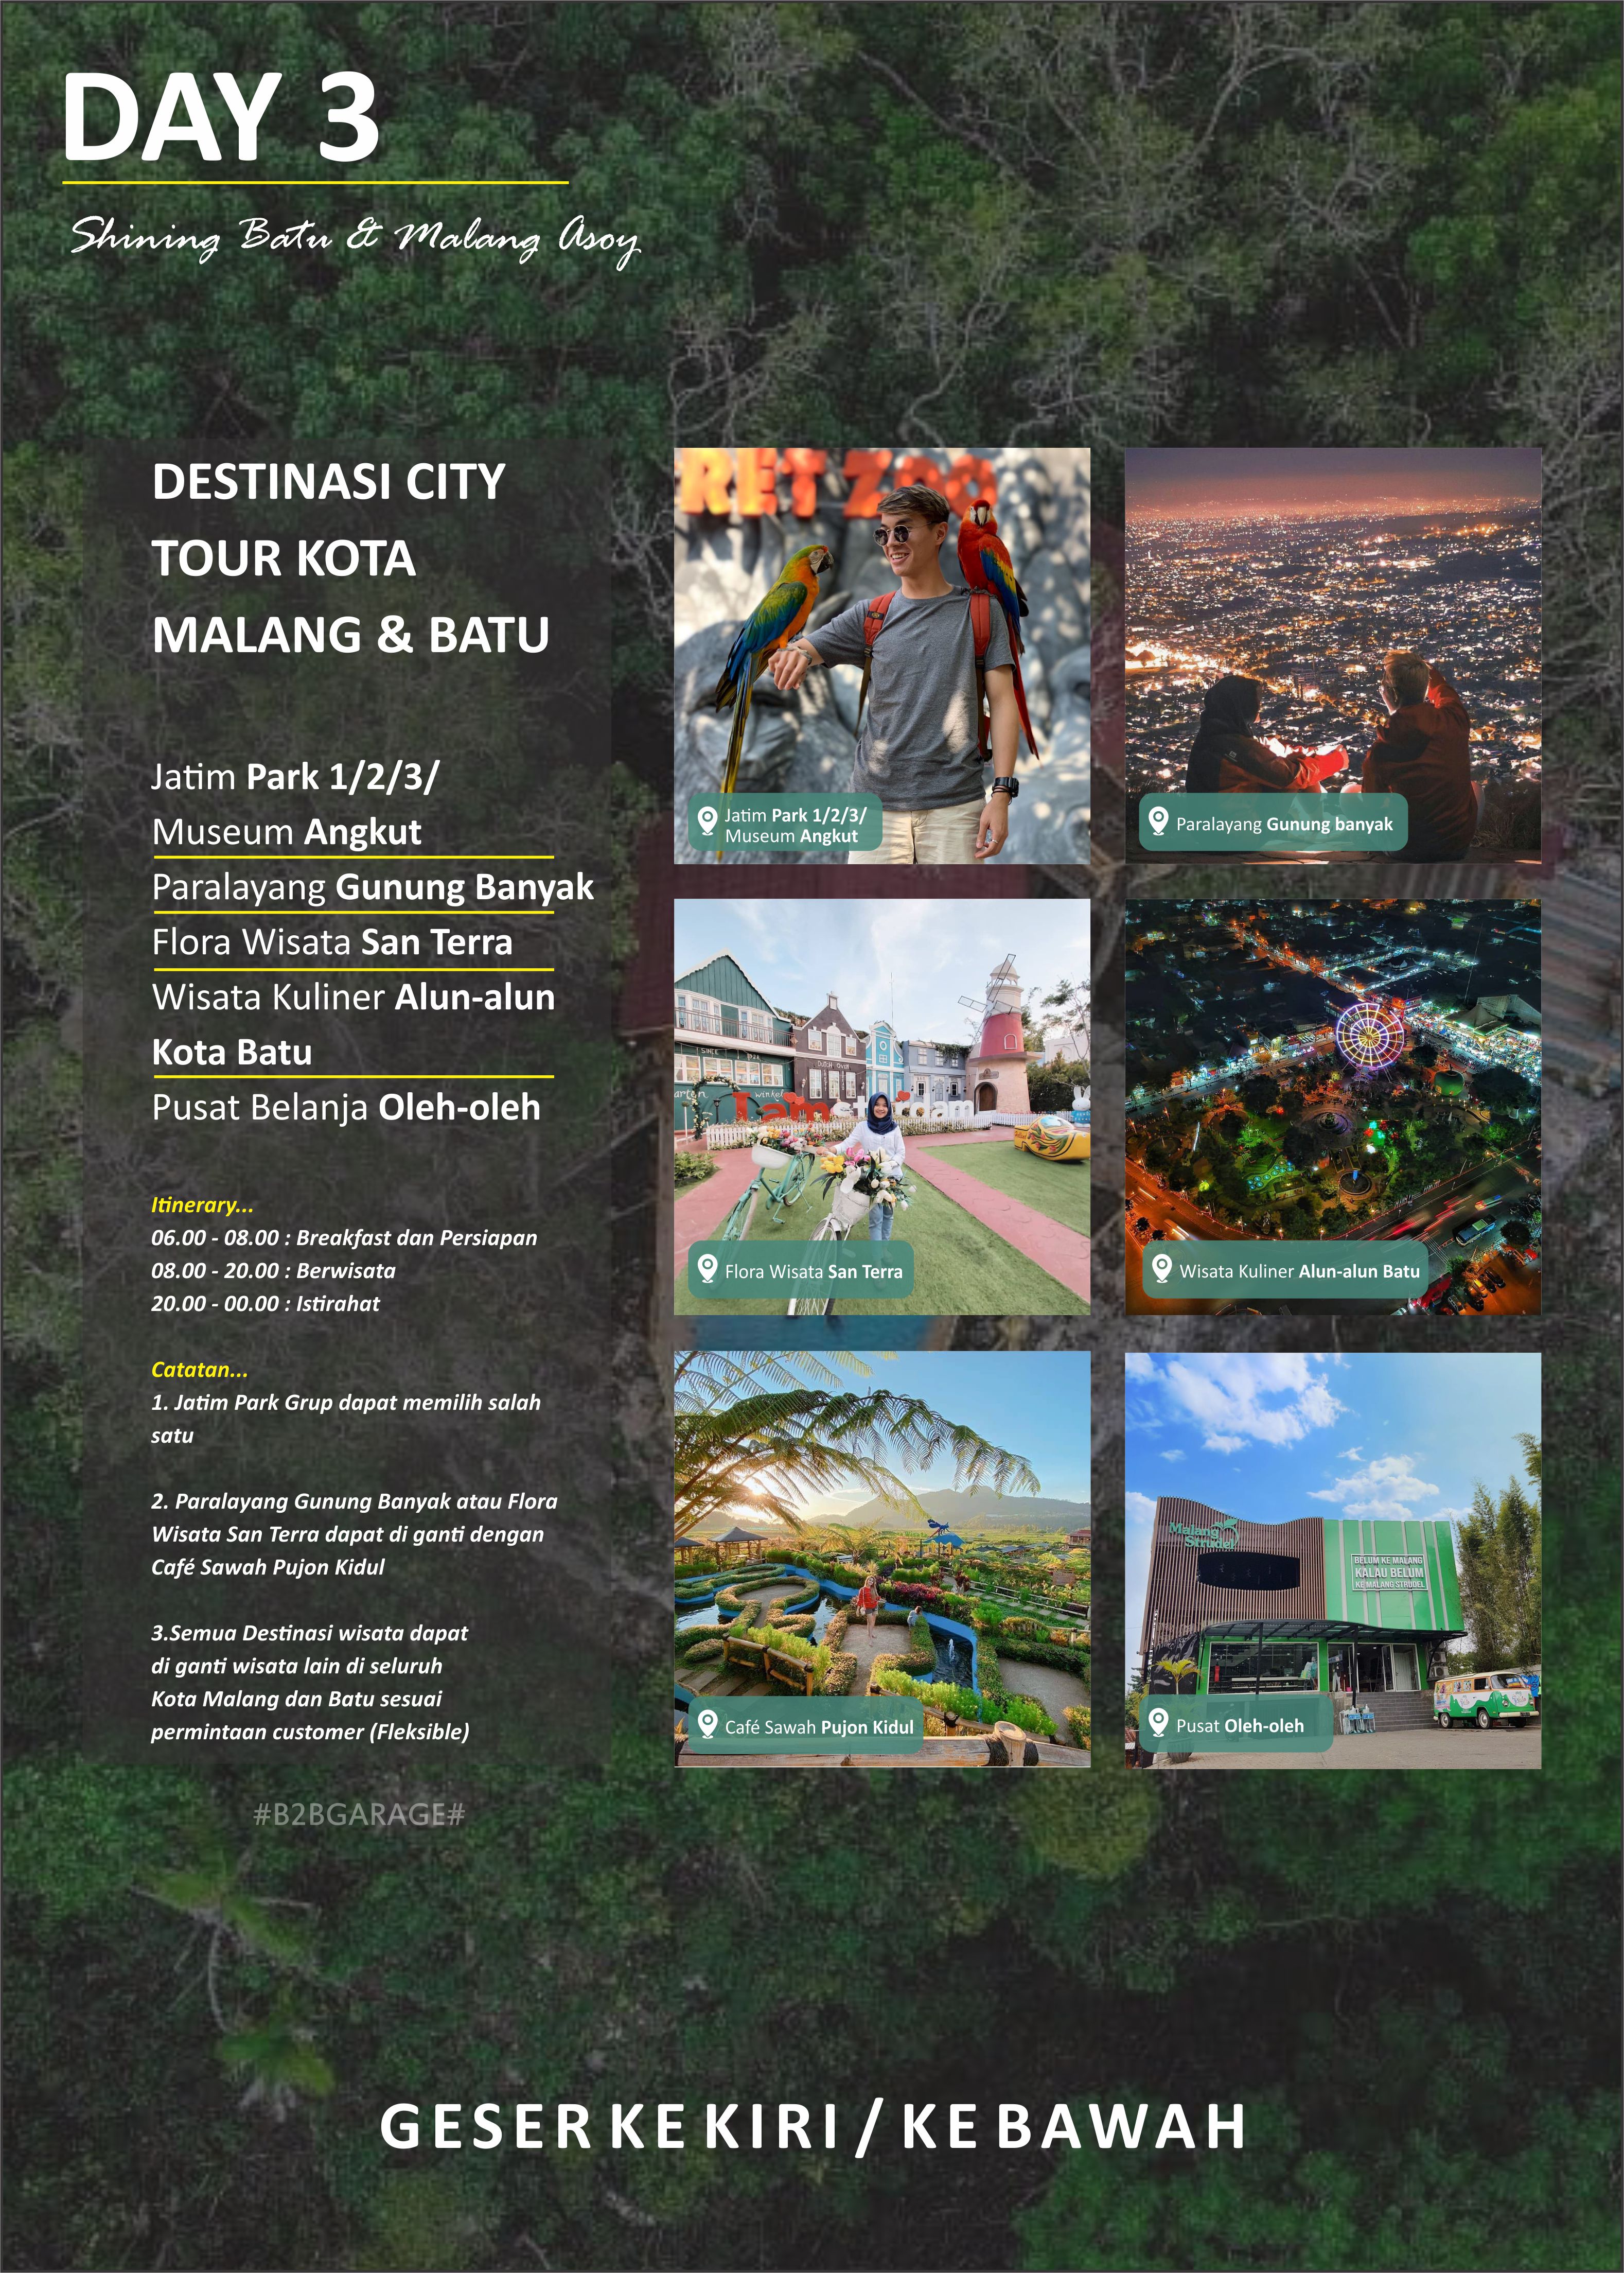 DAY 3
Shining Batu & Malang Asoy
DESTINASI CITY
TOUR KOTA
MALANG & BATU
Jatim Park 1/2/3/
Museum Angkut
Paralayang Gunung Banyak
Flora Wisata San Terra
Wisata Kuliner Alun-alun
Kota Batu
Pusat Belanja Oleh-oleh
Itinerary...
06.00 - 08.00 : Breakfast dan Persiapan
08.00 - 20.00 : Berwisata
20.00 - 00.00 : Istirahat
Catatan...
1. Jatim Park Grup dapat memilih salah
satu
2. Paralayang Gunung Banyak atau Flora
Wisata San Terra dapat di ganti dengan
Café Sawah Pujon Kidul
3.Semua Destinasi wisata dapat
di ganti wisata lain di seluruh
Kota Malang dan Batu sesuai
permintaan customer (Fleksible)
#B2BGARAGE#
RET ZOO
Jatim Park 1/2/3/
Museum Angkut
Paralayang Gunung banyak
winkel
I amsterdam
Flora Wisata San Terra
Wisata Kuliner Alun-alun Batu
Café Sawah Pujon Kidul
Malang
Strudel
BELUM KE MALANG
KALAU BELUM
KE MALANG STRUDEL
Pusat Oleh-oleh
GESER KE KIRI / KE BAWAH